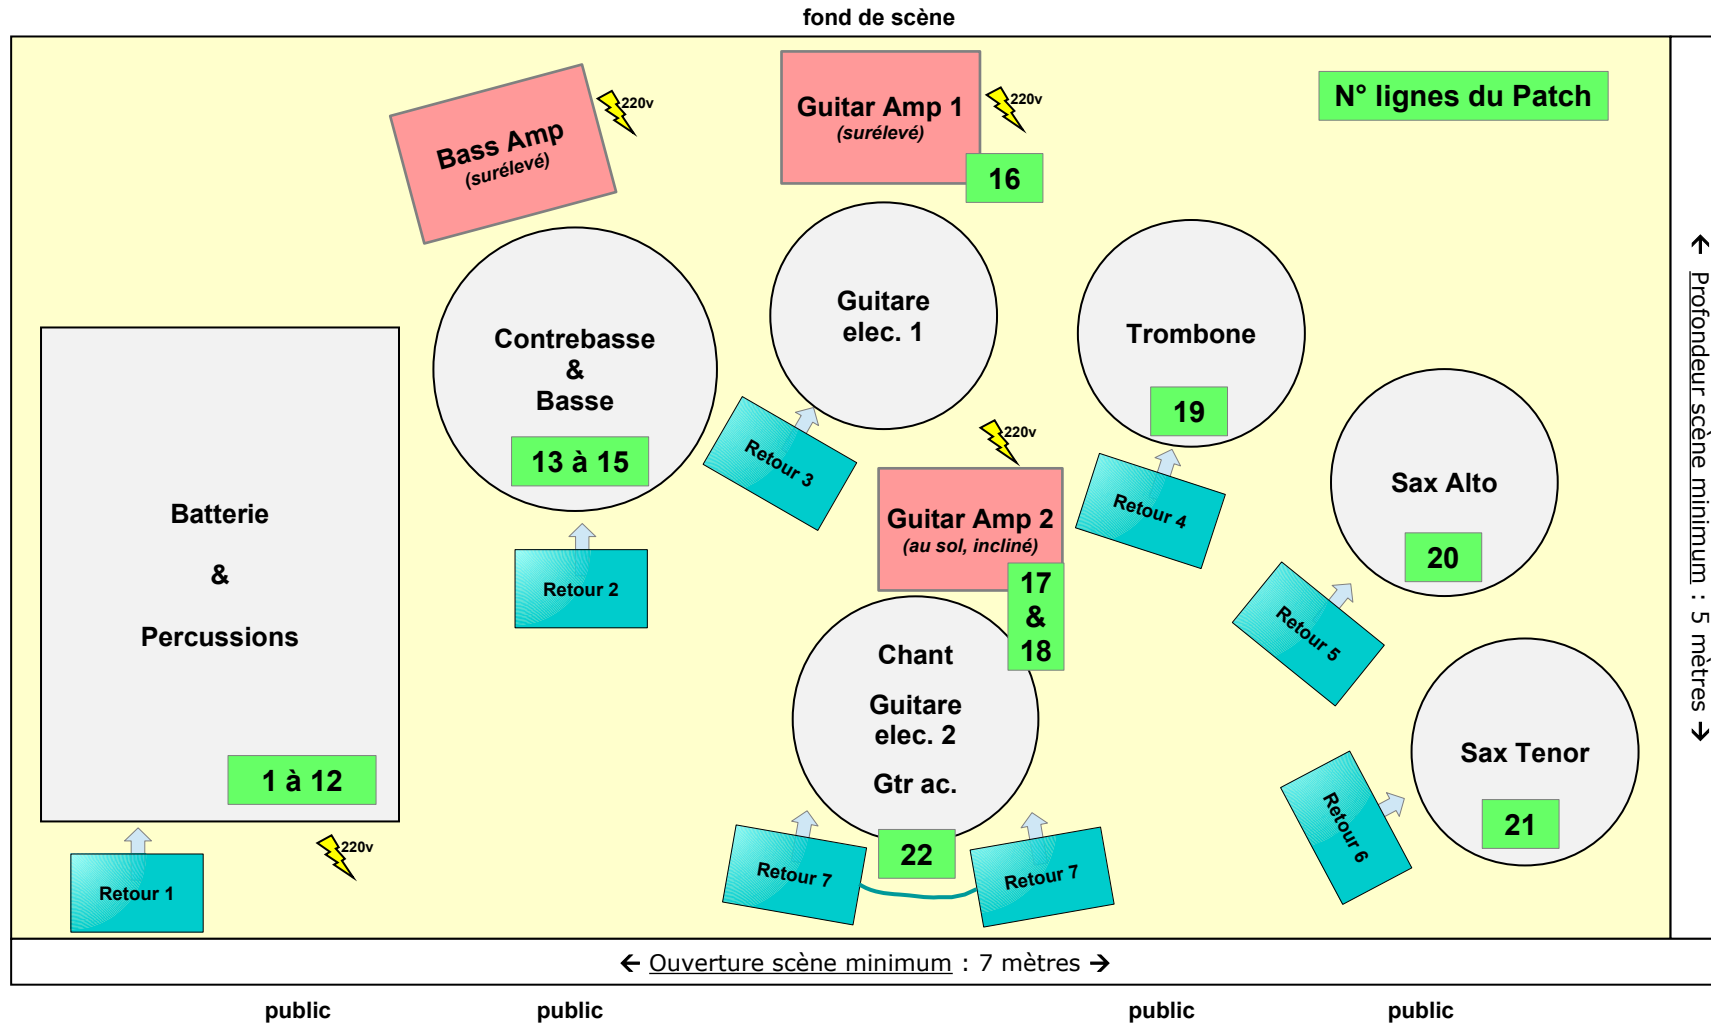 fond de scène
220v
Bass Amp
(surélevé)
Guitar Amp 1
(surélevé)
220v
16
N° lignes du Patch
Contrebasse
&
Basse
13 à 15
Guitare
elec. 1
Trombone
19
Sax Alto
20
Batterie
&
Percussions
1 à 12
Retour 2
Retour 3
220v
Guitar Amp 2
(au sol, incliné)
17
&
18
Retour 4
Retour 5
Chant
Guitare
elec. 2
Gtr ac.
22
Sax Tenor
21
Retour 6
Retour 1
220v
Retour 7
Retour 7
← Profondeur scène minimum : 5 mètres →
← Ouverture scène minimum : 7 mètres →
public public public public